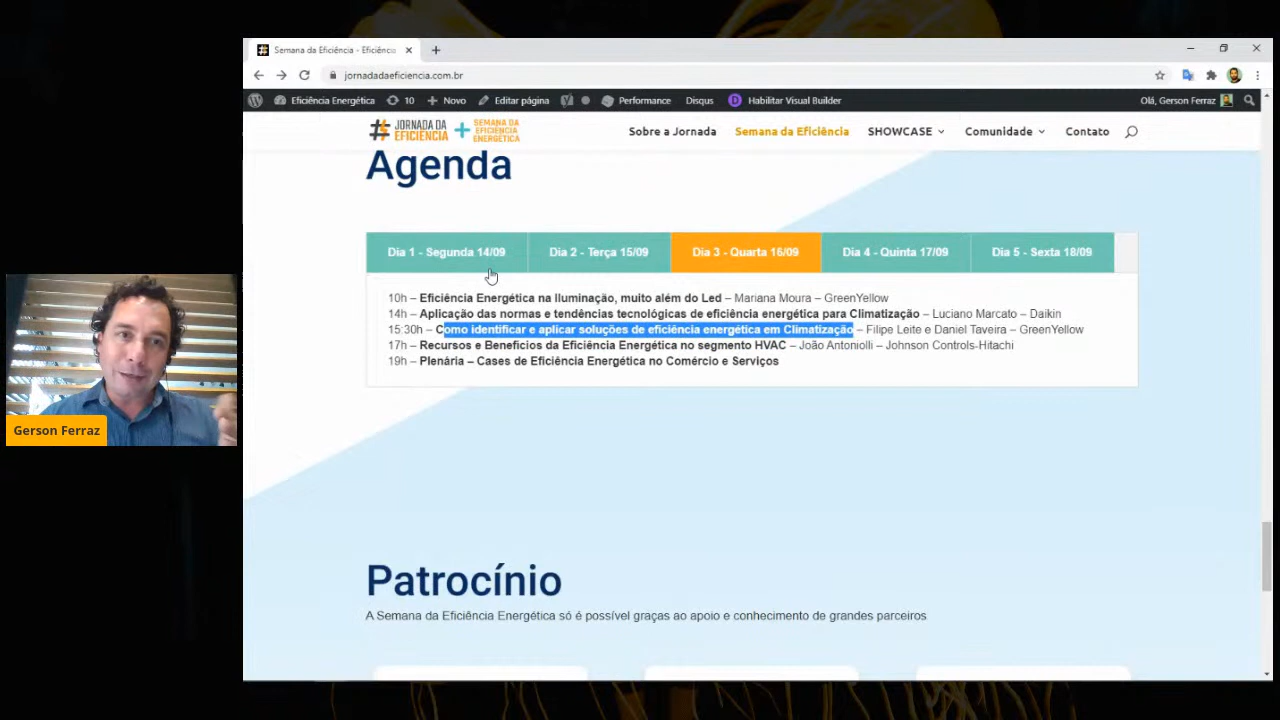 Semana da Eficiência - Eficiênci
jornadadaeficiencia.com.br
Eficiência Energética 10 Novo Editar página Performance Disqus Habilitar Visual Builder Olá, Gerson Ferraz
JORNADA DA EFICIÊNCIA + SEMANA DA EFICIÊNCIA ENERGÉTICA
Sobre a Jornada Semana da Eficiência SHOWCASE Comunidade Contato
Agenda
Dia 1 - Segunda 14/09 Dia 2 - Terça 15/09 Dia 3 - Quarta 16/09 Dia 4 - Quinta 17/09 Dia 5 - Sexta 18/09
10h – Eficiência Energética na Iluminação, muito além do Led – Mariana Moura – GreenYellow
14h – Aplicação das normas e tendências tecnológicas de eficiência energética para Climatização – Luciano Marcato – Daikin
15:30h – Como identificar e aplicar soluções de eficiência energética em Climatização – Filipe Leite e Daniel Taveira – GreenYellow
17h – Recursos e Benefícios da Eficiência Energética no segmento HVAC – João Antoniolli – Johnson Controls-Hitachi
19h – Plenária – Cases de Eficiência Energética no Comércio e Serviços
Gerson Ferraz
Patrocínio
A Semana da Eficiência Energética só é possível graças ao apoio e conhecimento de grandes parceiros